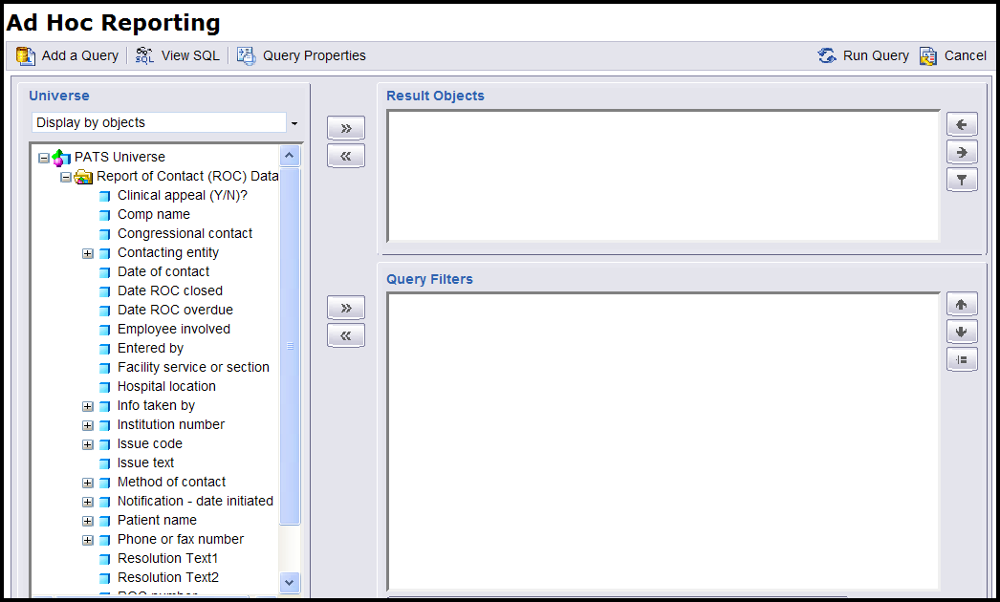 Ad Hoc Reporting
Add a Query
View SQL
Query Properties
Run Query
Cancel
Universe
Display by objects
PATS Universe
Report of Contact (ROC) Data
Clinical appeal (Y/N)?
Comp name
Congressional contact
Contacting entity
Date of contact
Date ROC closed
Date ROC overdue
Employee involved
Entered by
Facility service or section
Hospital location
Info taken by
Institution number
Issue code
Issue text
Method of contact
Notification - date initiated
Patient name
Phone or fax number
Resolution Text1
Resolution Text2
Result Objects
Query Filters